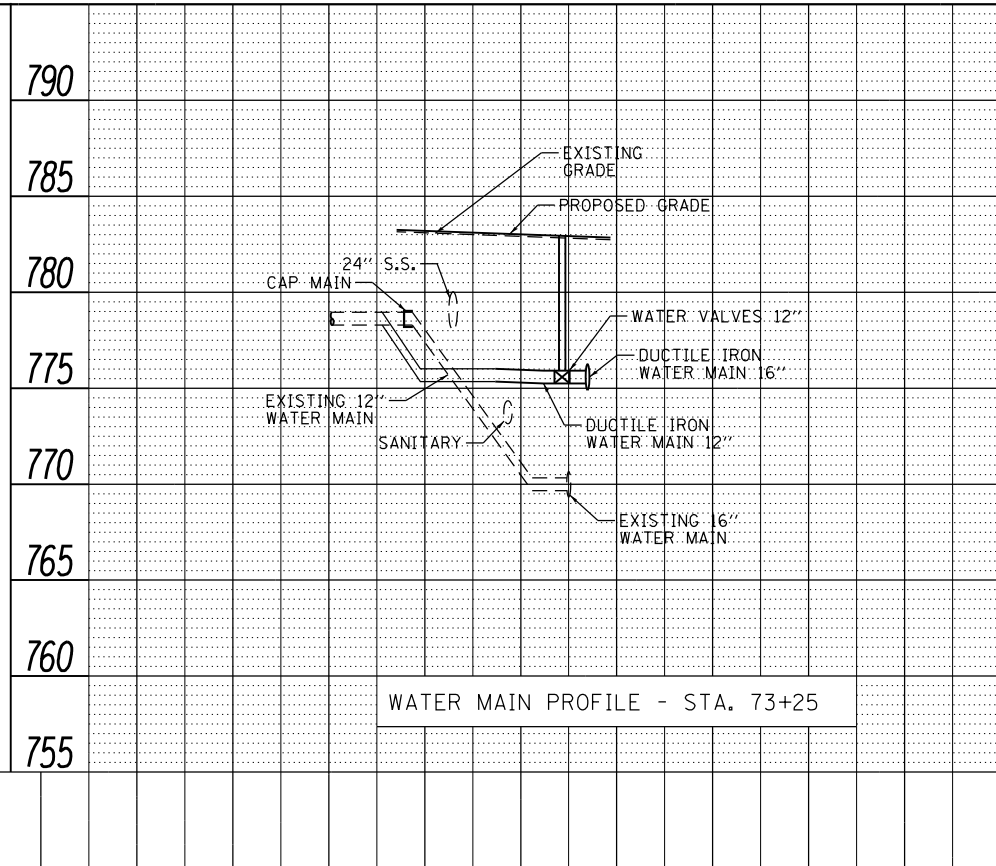 790
785
780
775
770
765
760
755
EXISTING
GRADE
PROPOSED GRADE
24" S.S.
CAP MAIN
WATER VALVES 12"
DUCTILE IRON
WATER MAIN 16"
EXISTING 12"
WATER MAIN
SANITARY
DUCTILE IRON
WATER MAIN 12"
EXISTING 16"
WATER MAIN
WATER MAIN PROFILE - STA. 73+25